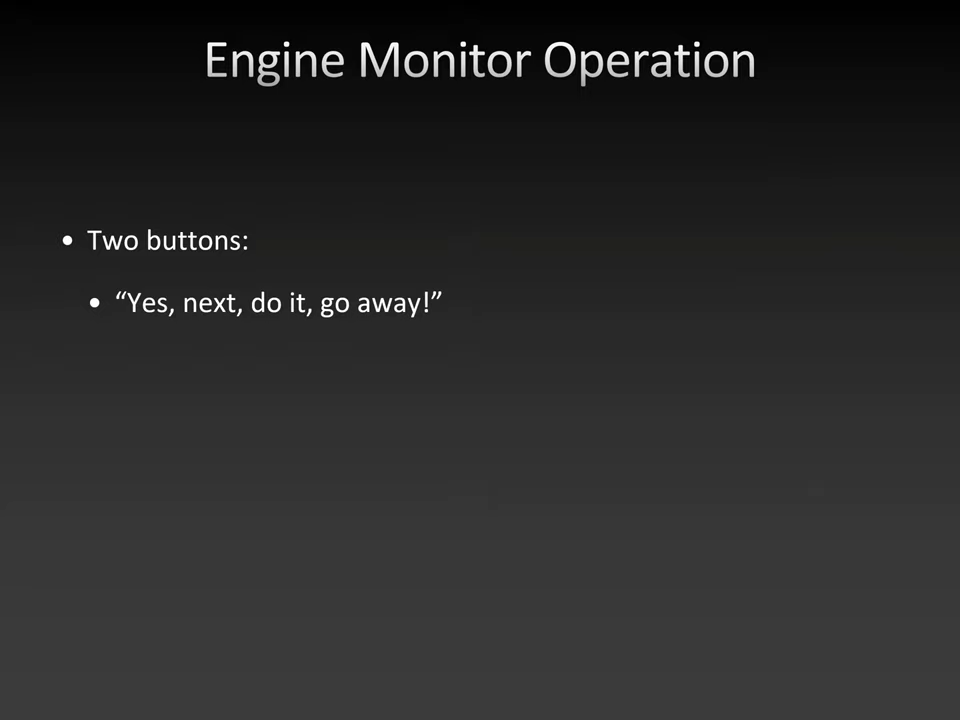 Engine Monitor Operation
• Two buttons:
• “Yes, next, do it, go away!”